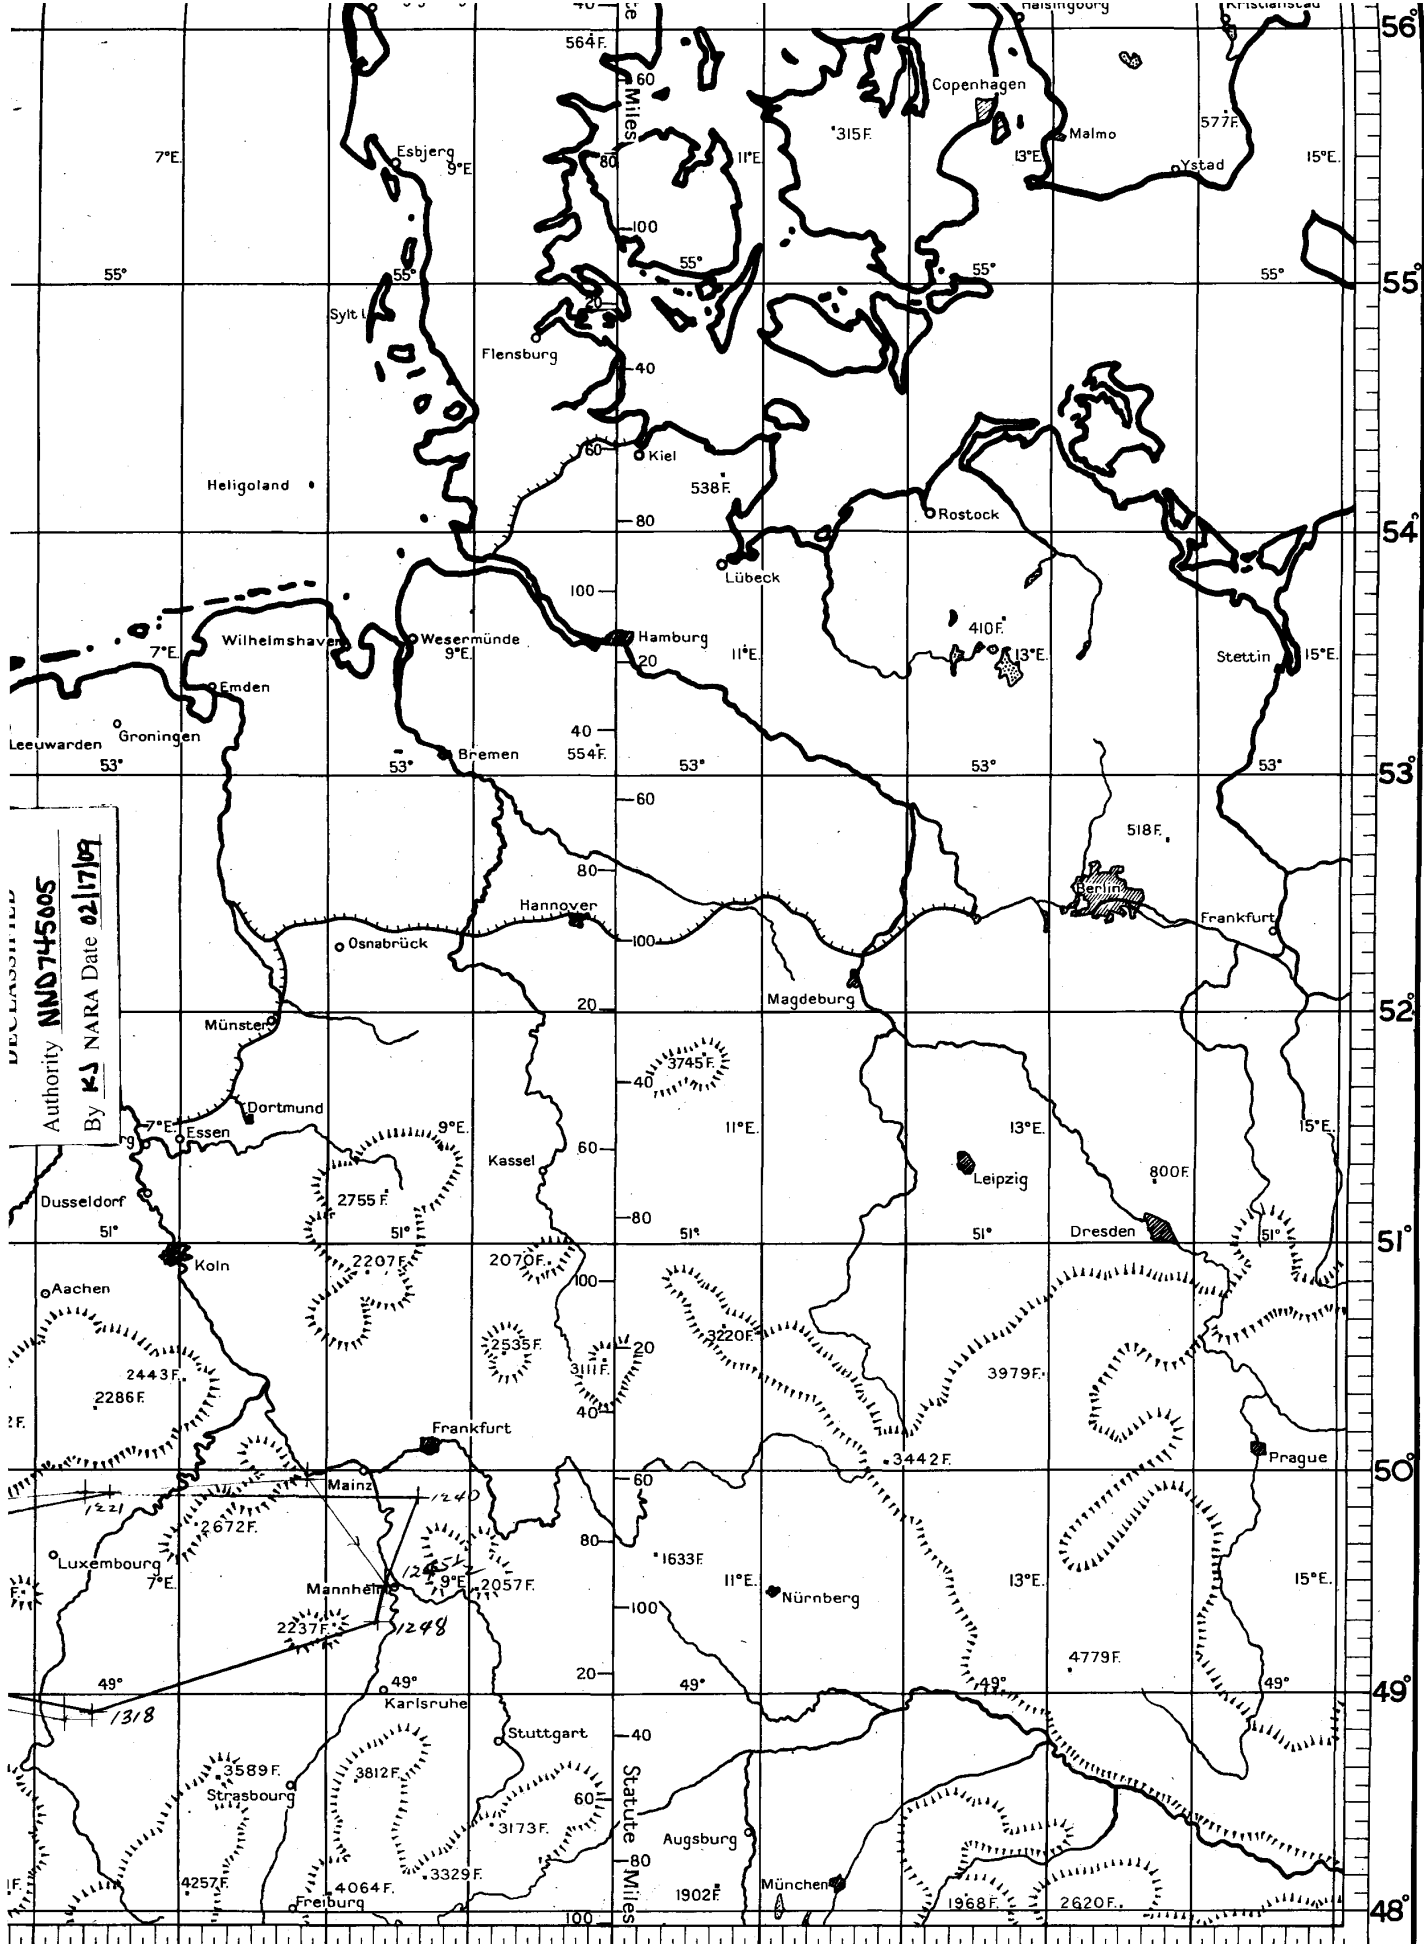 40
Halsingborg
Kristianstad
56°
564F.
60
Miles
Copenhagen
315F.
577F.
Malmo
7°E.
Esbjerg
9°E.
80
11°E.
13°E.
Ystad
15°E.
100
55°
55°
55°
55°
55°
55°
Sylt I.
20
Flensburg
40
60
Kiel
Heligoland
538F.
80
Rostock
54°
Lübeck
100
410F.
Wilhelmshaven
Wesermünde
Hamburg
7°E.
9°E.
20
11°E.
13°E.
Stettin
15°E.
Emden
Groningen
Leeuwarden
40
Bremen
554F.
53°
53°
53°
53°
53°
53°
60
518F.
80
Berlin
Hannover
Frankfurt
Osnabrück
100
Magdeburg
DECLASSIFIED
Authority NND745005
By KS NARA Date 02/17/09
20
52°
Münster
3745F.
40
Dortmund
7°E.
Essen
9°E.
11°E.
13°E.
15°E.
rg
60
Kassel
Leipzig
800F.
Dusseldorf
2755F.
80
51°
51°
51°
51°
Dresden
51°
51°
Koln
2207F.
2070F.
100
Aachen
3220F.
2535F.
20
3111F.
2443F.
3979F.
2286F.
2F.
40
Frankfurt
Prague
3442F.
50°
Mainz
60
1221
1240
2672F.
80
Luxembourg
1633F.
7°E.
1245½
9°E.
2057F.
11°E.
13°E.
15°E.
F.
Mannheim
Nürnberg
100
2237F.
1248
4779F.
20
49°
49°
49°
49°
49°
49°
Karlsruhe
1318
Stuttgart
40
Statute Miles
3589F.
3812F.
Strasbourg
60
3173F.
Augsburg
80
3329F.
4257F.
4064F.
1902F.
München
1968F.
2620F.
1F.
Freiburg
100
48°